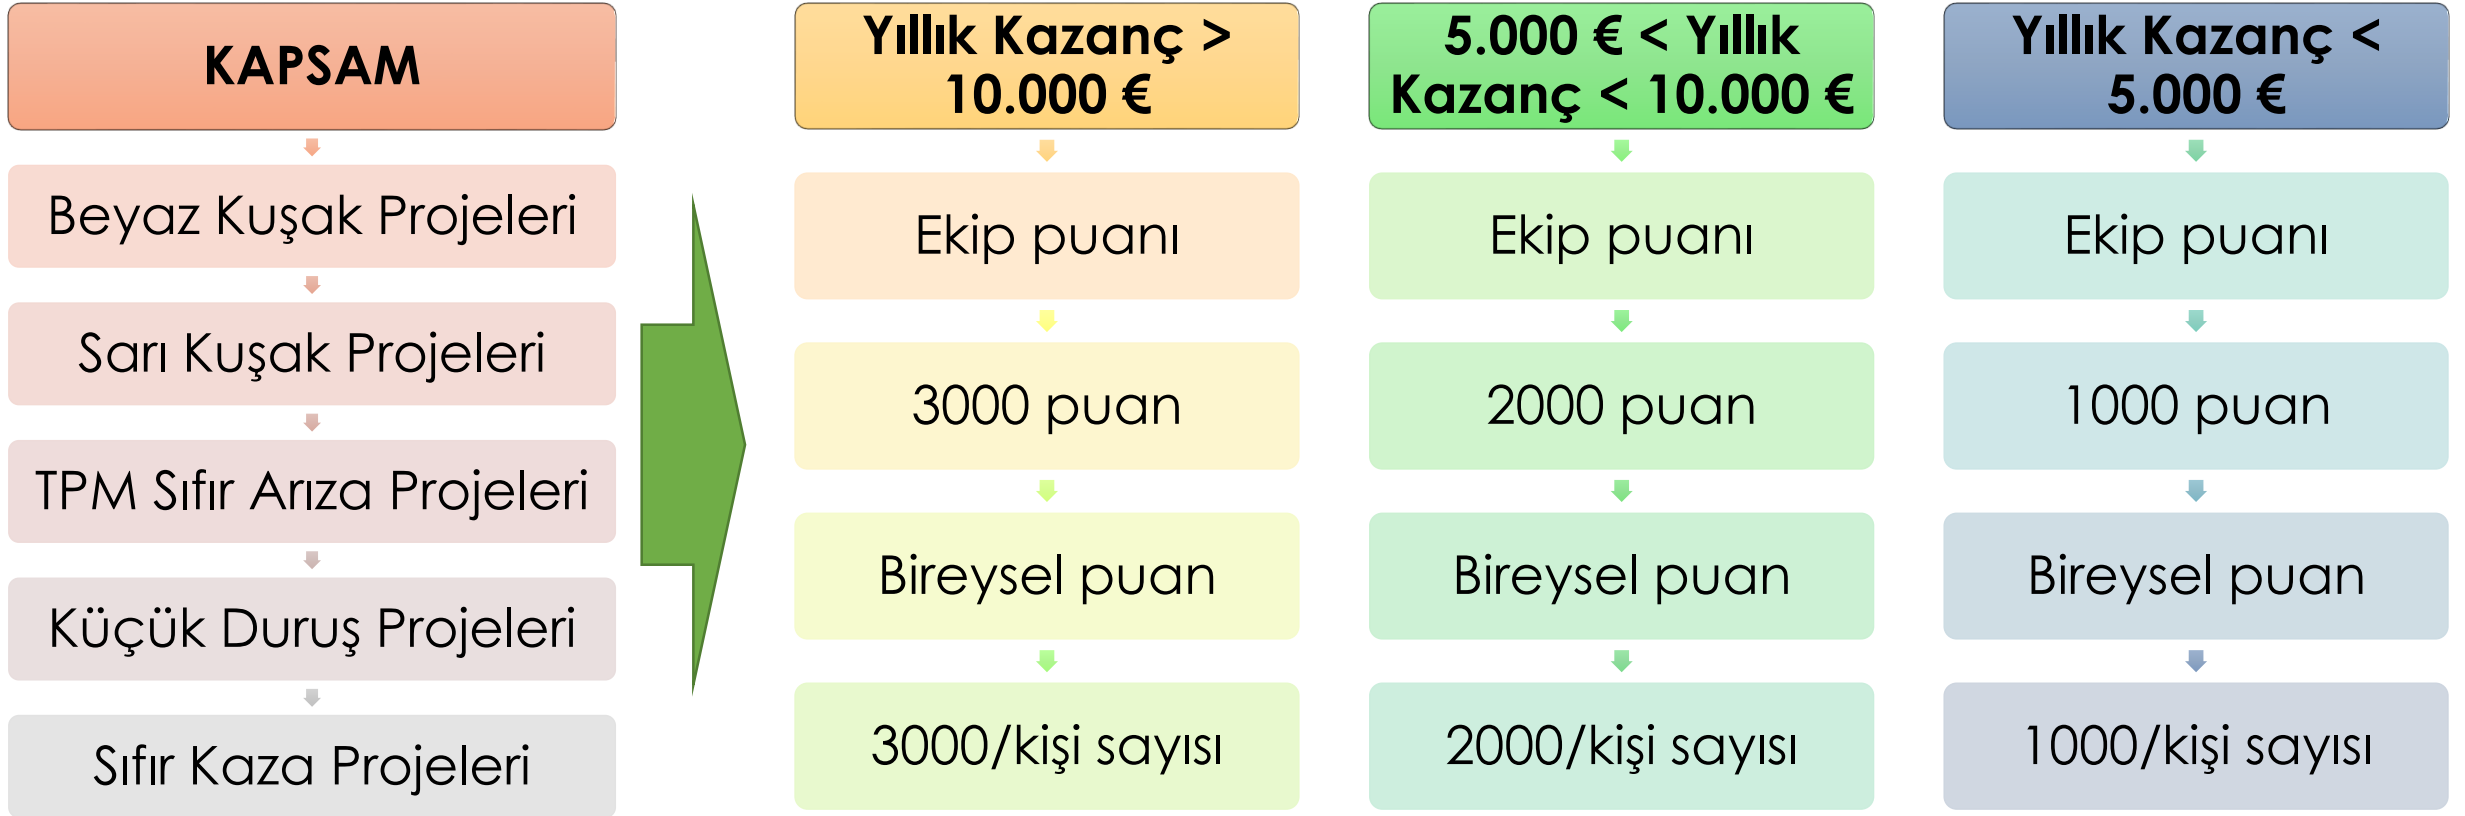 KAPSAM
Beyaz Kuşak Projeleri
Sarı Kuşak Projeleri
TPM Sıfır Arıza Projeleri
Küçük Duruş Projeleri
Sıfır Kaza Projeleri
Yıllık Kazanç >
10.000 €
Ekip puanı
3000 puan
Bireysel puan
3000/kişi sayısı
5.000 € < Yıllık
Kazanç < 10.000 €
Ekip puanı
2000 puan
Bireysel puan
2000/kişi sayısı
Yıllık Kazanç <
5.000 €
Ekip puanı
1000 puan
Bireysel puan
1000/kişi sayısı